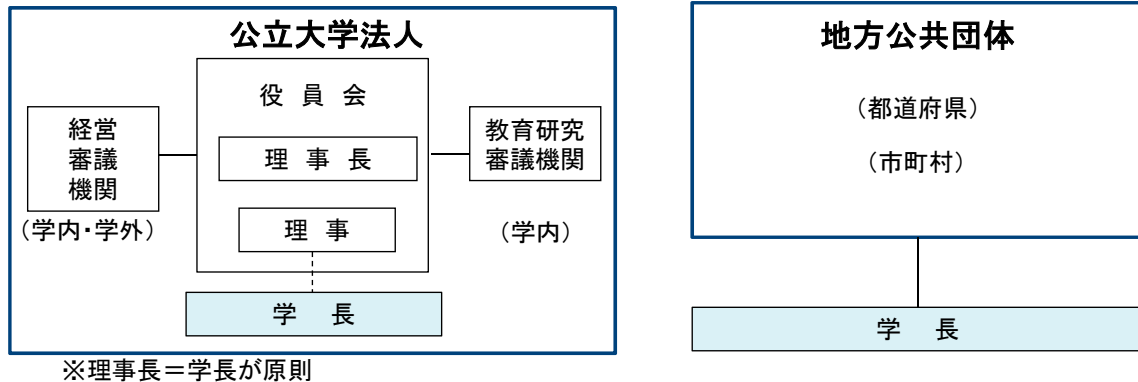 公立大学法人
役 員 会
経営
審議
機関
(学内・学外)
理 事 長
理 事
教育研究
審議機関
(学内)
学 長
※理事長＝学長が原則
地方公共団体
(都道府県)
(市町村)
学 長